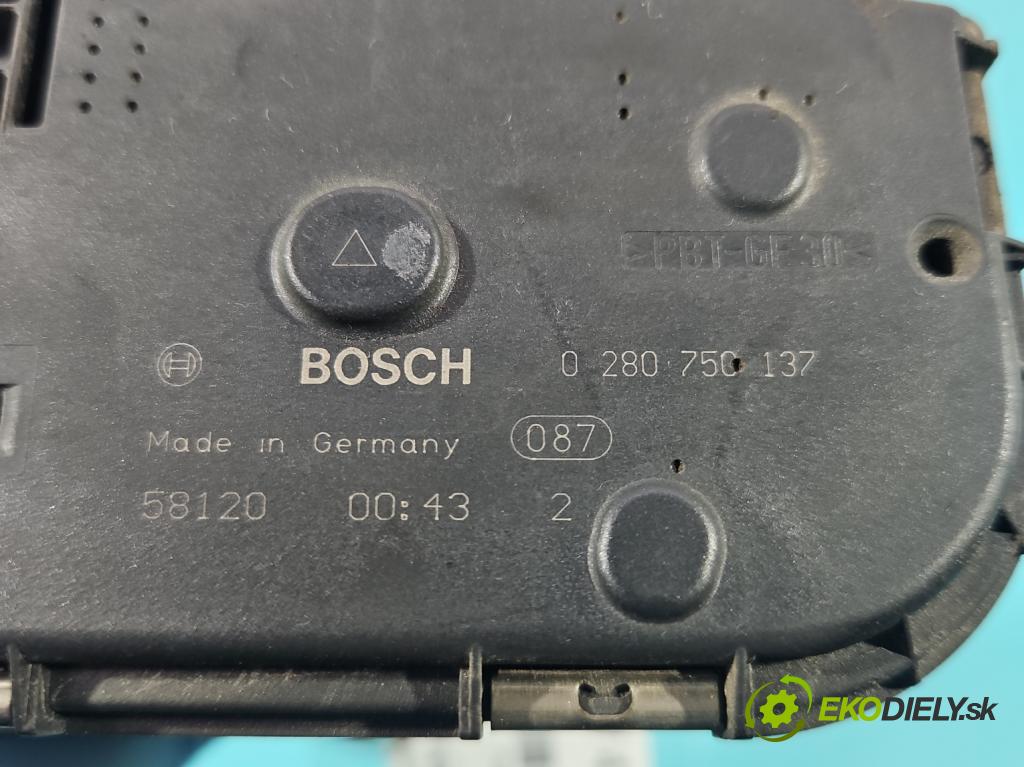 >PBT-GF30<
BOSCH 0 280 750 137
Made in Germany 087
58120 00:43 2
EKODIELY.sk